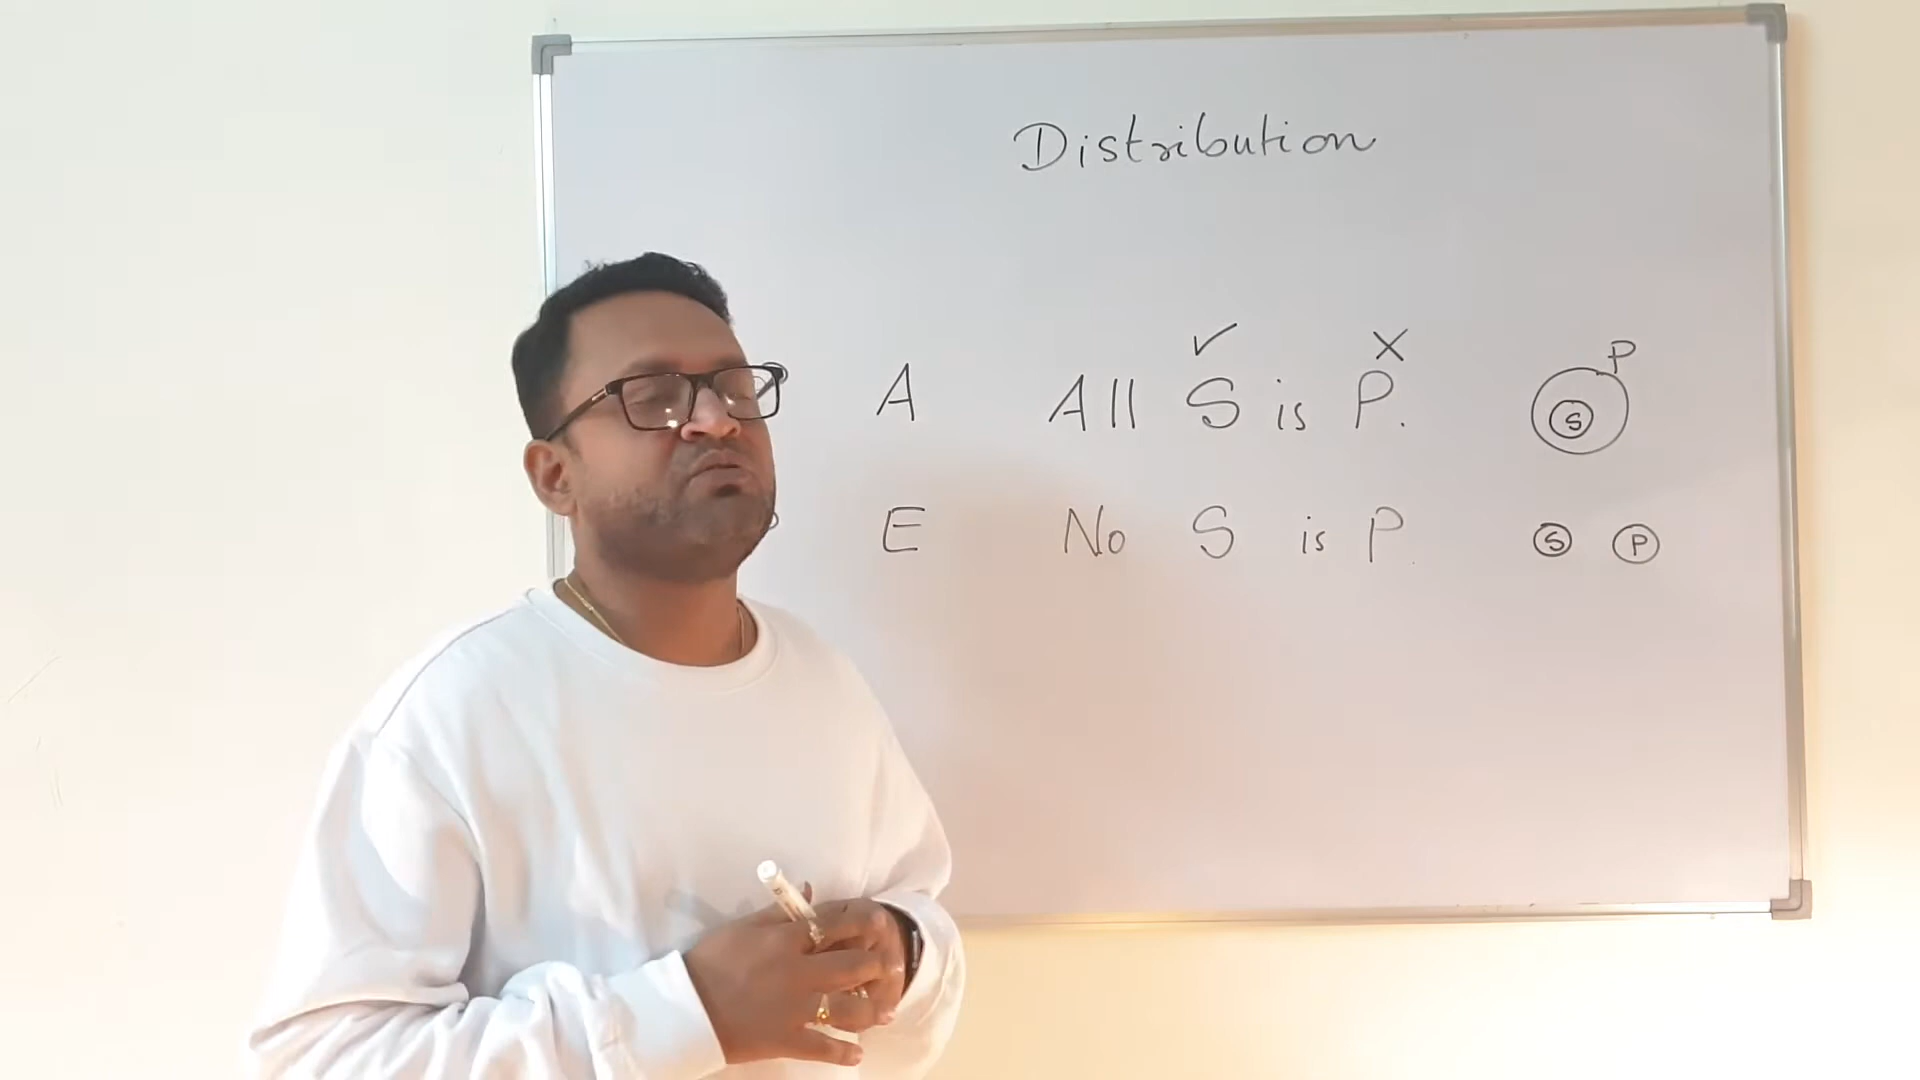 Distribution
✓ ×
A All S is P. S P
E No S is P. S P